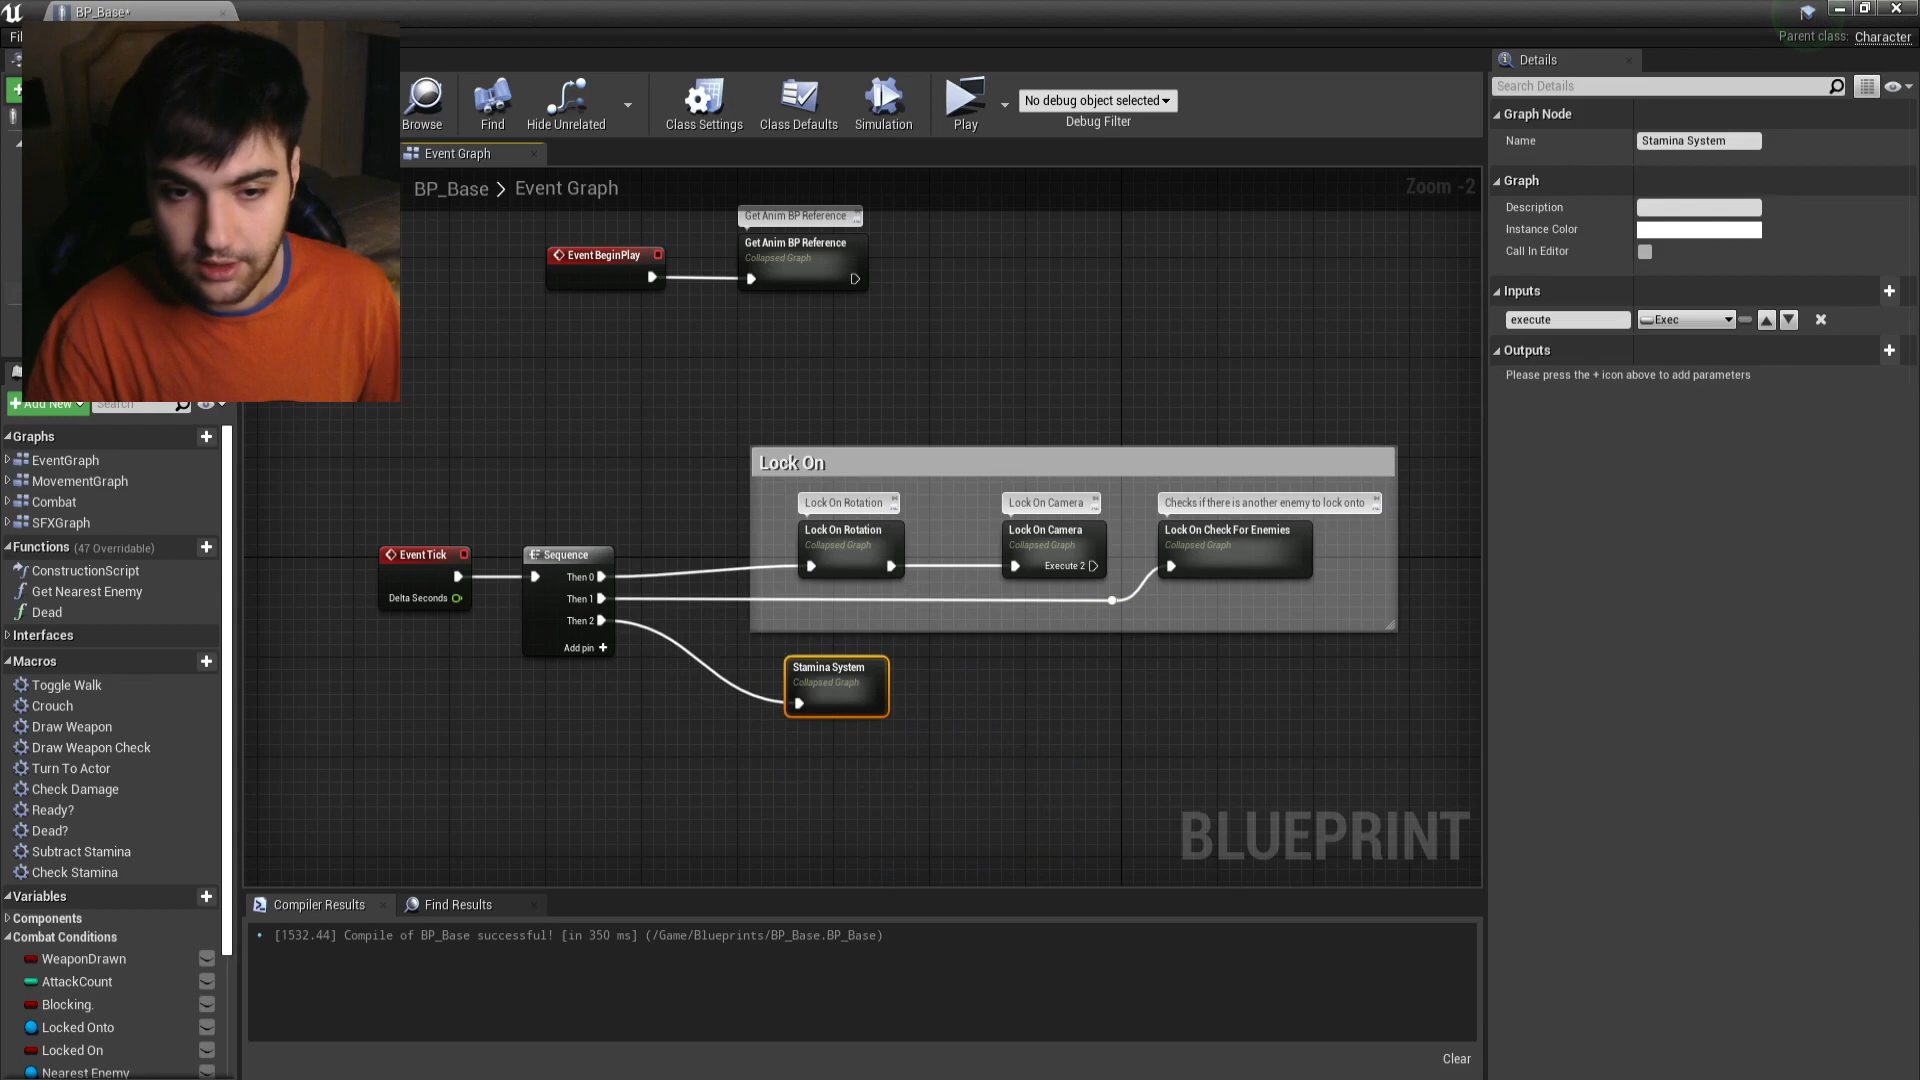 BP_Base*
Fil
Parent class: Character
Browse
Find
Hide Unrelated
Class Settings
Class Defaults
Simulation
Play
No debug object selected
Debug Filter
Event Graph
BP_Base > Event Graph
Zoom -2
Get Anim BP Reference
Get Anim BP Reference
Collapsed Graph
Event BeginPlay
Lock On
Lock On Rotation
Lock On Camera
Checks if there is another enemy to lock onto
Lock On Rotation
Collapsed Graph
Lock On Camera
Collapsed Graph
Execute 2
Lock On Check For Enemies
Collapsed Graph
Event Tick
Delta Seconds
Sequence
Then 0
Then 1
Then 2
Add pin +
Stamina System
Collapsed Graph
BLUEPRINT
Details
Search Details
Graph Node
Name
Stamina System
Graph
Description
Instance Color
Call In Editor
Inputs
execute
Exec
Outputs
Please press the + icon above to add parameters
Add New
Search
Graphs
EventGraph
MovementGraph
Combat
SFXGraph
Functions (47 Overridable)
ConstructionScript
Get Nearest Enemy
Dead
Interfaces
Macros
Toggle Walk
Crouch
Draw Weapon
Draw Weapon Check
Turn To Actor
Check Damage
Ready?
Dead?
Subtract Stamina
Check Stamina
Variables
Components
Combat Conditions
WeaponDrawn
AttackCount
Blocking.
Locked Onto
Locked On
Nearest Enemy
Compiler Results
Find Results
[1532.44] Compile of BP_Base successful! [in 350 ms] (/Game/Blueprints/BP_Base.BP_Base)
Clear